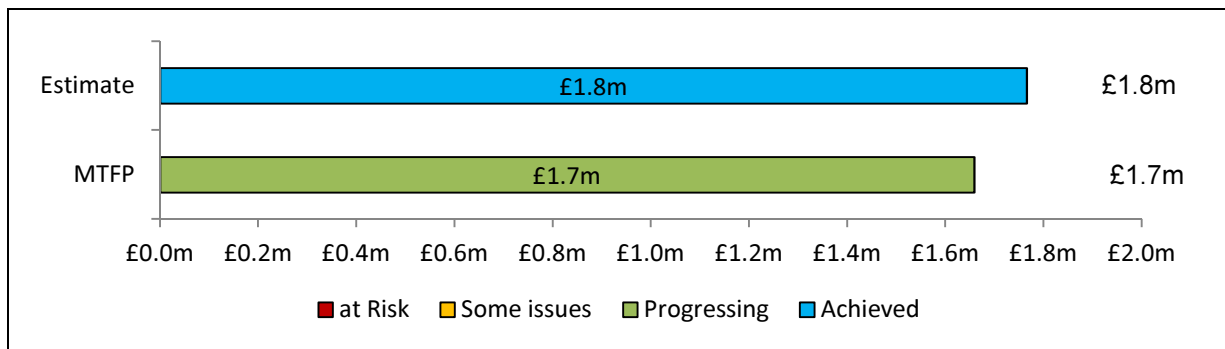 Estimate £1.8m £1.8m
MTFP £1.7m £1.7m
£0.0m £0.2m £0.4m £0.6m £0.8m £1.0m £1.2m £1.4m £1.6m £1.8m £2.0m
at Risk Some issues Progressing Achieved